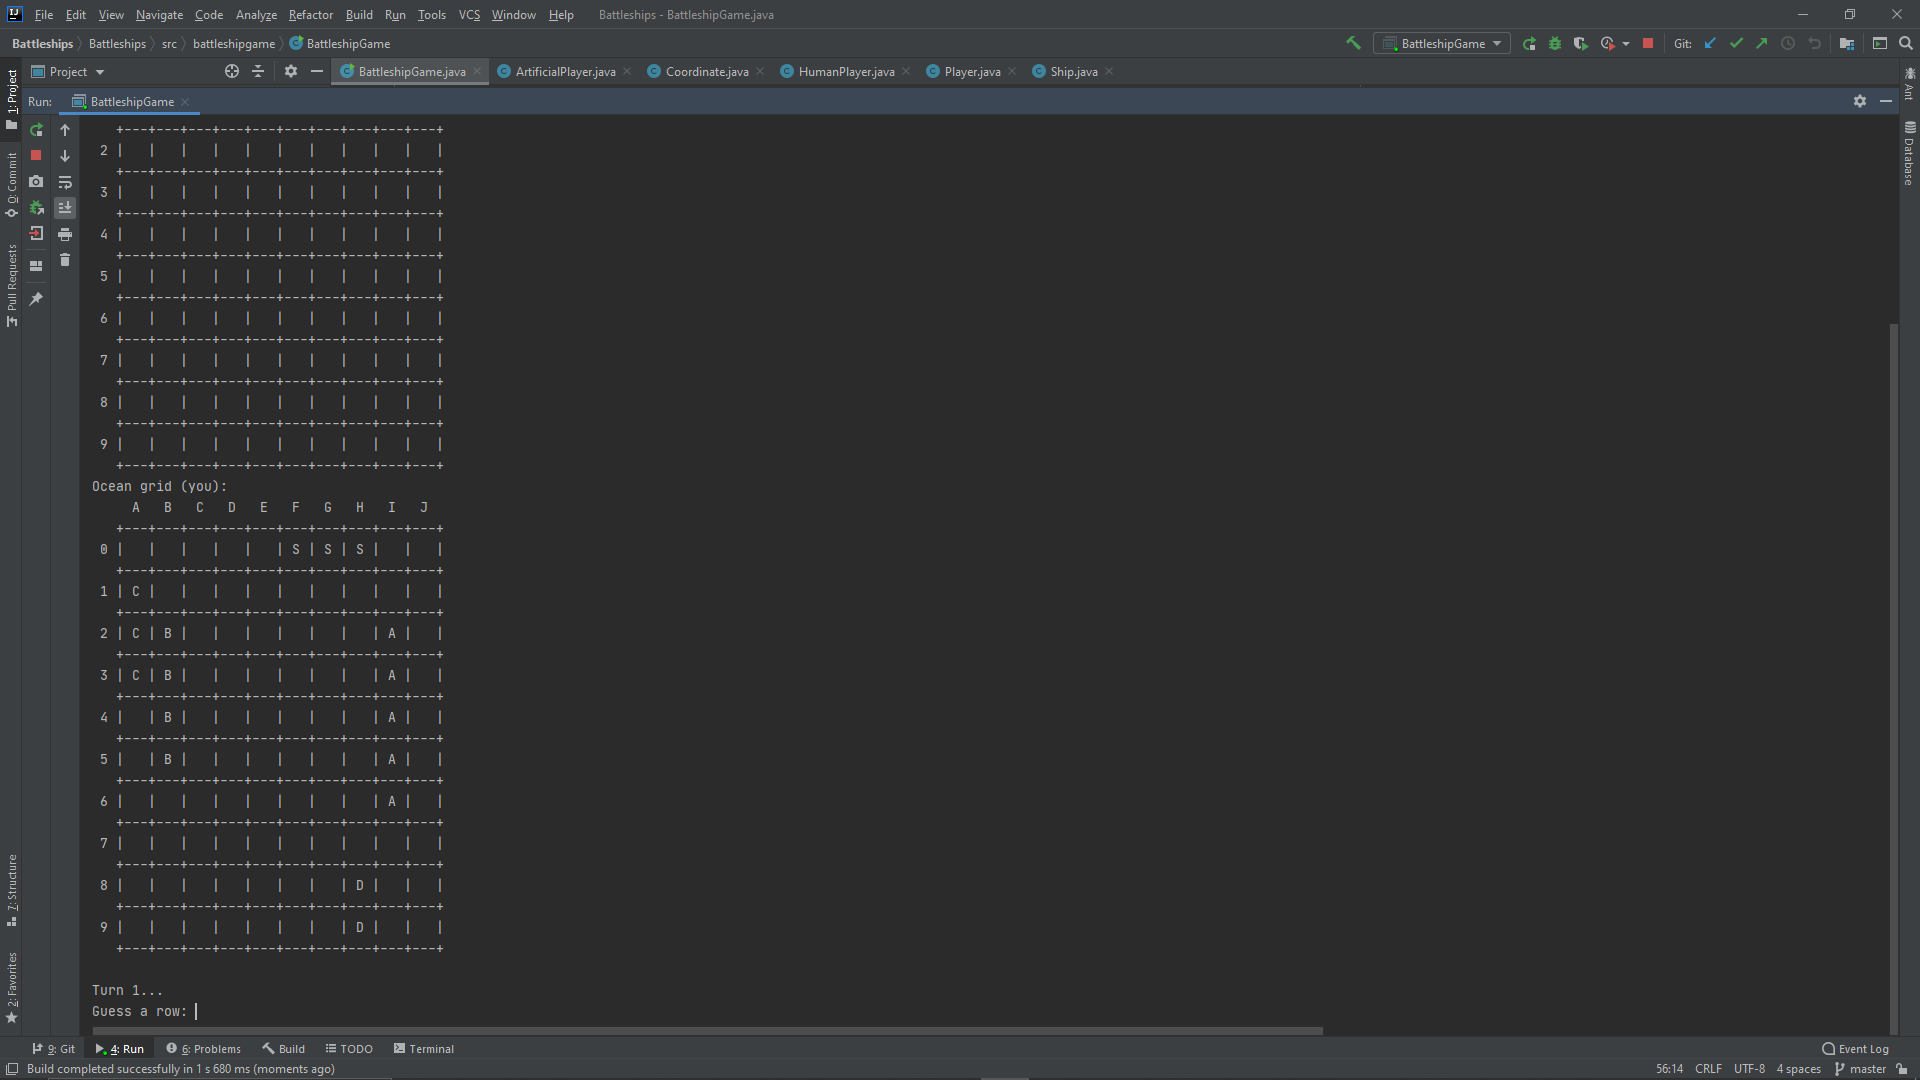 File Edit View Navigate Code Analyze Refactor Build Run Tools VCS Window Help Battleships - BattleshipGame.java
Battleships Battleships src battleshipgame BattleshipGame BattleshipGame Git:
Project BattleshipGame.java ArtificialPlayer.java Coordinate.java HumanPlayer.java Player.java Ship.java
Run: BattleshipGame
1: Project
0: Commit
Pull Requests
7: Structure
2: Favorites
Ant
Database
+---+---+---+---+---+---+---+---+---+---+
2 |   |   |   |   |   |   |   |   |   |   |
+---+---+---+---+---+---+---+---+---+---+
3 |   |   |   |   |   |   |   |   |   |   |
+---+---+---+---+---+---+---+---+---+---+
4 |   |   |   |   |   |   |   |   |   |   |
+---+---+---+---+---+---+---+---+---+---+
5 |   |   |   |   |   |   |   |   |   |   |
+---+---+---+---+---+---+---+---+---+---+
6 |   |   |   |   |   |   |   |   |   |   |
+---+---+---+---+---+---+---+---+---+---+
7 |   |   |   |   |   |   |   |   |   |   |
+---+---+---+---+---+---+---+---+---+---+
8 |   |   |   |   |   |   |   |   |   |   |
+---+---+---+---+---+---+---+---+---+---+
9 |   |   |   |   |   |   |   |   |   |   |
+---+---+---+---+---+---+---+---+---+---+
Ocean grid (you):
A   B   C   D   E   F   G   H   I   J
+---+---+---+---+---+---+---+---+---+---+
0 |   |   |   |   |   | S | S | S |   |   |
+---+---+---+---+---+---+---+---+---+---+
1 | C |   |   |   |   |   |   |   |   |   |
+---+---+---+---+---+---+---+---+---+---+
2 | C | B |   |   |   |   |   |   | A |   |
+---+---+---+---+---+---+---+---+---+---+
3 | C | B |   |   |   |   |   |   | A |   |
+---+---+---+---+---+---+---+---+---+---+
4 |   | B |   |   |   |   |   |   | A |   |
+---+---+---+---+---+---+---+---+---+---+
5 |   | B |   |   |   |   |   |   | A |   |
+---+---+---+---+---+---+---+---+---+---+
6 |   |   |   |   |   |   |   |   | A |   |
+---+---+---+---+---+---+---+---+---+---+
7 |   |   |   |   |   |   |   |   |   |   |
+---+---+---+---+---+---+---+---+---+---+
8 |   |   |   |   |   |   |   | D |   |   |
+---+---+---+---+---+---+---+---+---+---+
9 |   |   |   |   |   |   |   | D |   |   |
+---+---+---+---+---+---+---+---+---+---+
Turn 1...
Guess a row:
9: Git 4: Run 6: Problems Build TODO Terminal Event Log
Build completed successfully in 1 s 680 ms (moments ago) 56:14 CRLF UTF-8 4 spaces master